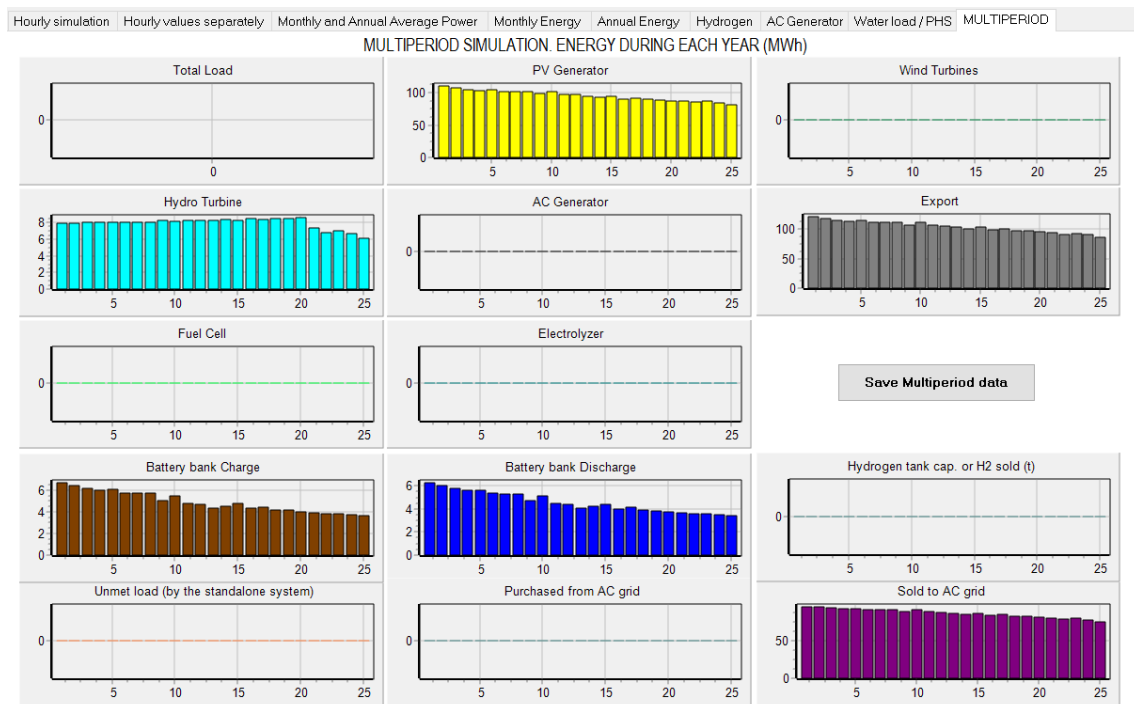 Hourly simulation Hourly values separately Monthly and Annual Average Power Monthly Energy Annual Energy Hydrogen AC Generator Water load / PHS MULTIPERIOD
MULTIPERIOD SIMULATION. ENERGY DURING EACH YEAR (MWh)
Total Load
0
0
PV Generator
100
50
0
5 10 15 20 25
Wind Turbines
0
5 10 15 20 25
Hydro Turbine
8
6
4
2
0
5 10 15 20 25
AC Generator
0
5 10 15 20 25
Export
100
50
0
5 10 15 20 25
Fuel Cell
0
5 10 15 20 25
Electrolyzer
0
5 10 15 20 25
Save Multiperiod data
Battery bank Charge
6
4
2
0
5 10 15 20 25
Battery bank Discharge
6
4
2
0
5 10 15 20 25
Hydrogen tank cap. or H2 sold (t)
0
5 10 15 20 25
Unmet load (by the standalone system)
0
5 10 15 20 25
Purchased from AC grid
0
5 10 15 20 25
Sold to AC grid
50
0
5 10 15 20 25